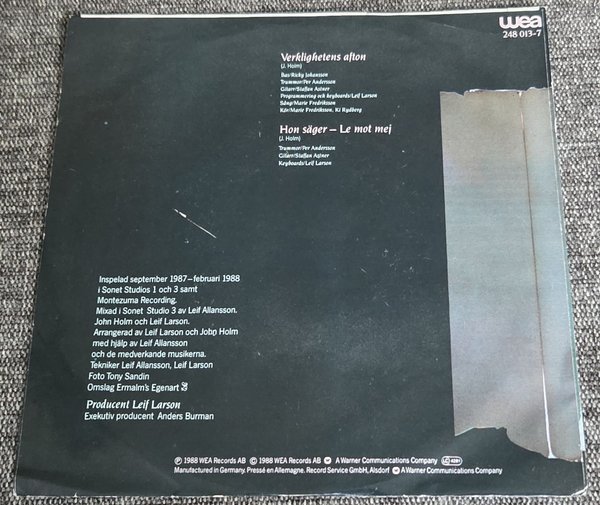 wea
248 013-7
Verklighetens afton
(J. Holm)
Bas/Ricky Johansson
Trummor/Per Andersson
Gitarr/Staffan Astner
Programmering och keyboards/Leif Larson
Sång/Marie Fredriksson
Kör/Marie Fredriksson, Ki Rydberg
Hon säger – Le mot mej
(J. Holm)
Trummor/Per Andersson
Gitarr/Staffan Astner
Keyboards/Leif Larson
Inspelad september 1987–februari 1988
i Sonet Studios 1 och 3 samt
Montezuma Recording.
Mixad i Sonet Studio 3 av Leif Allansson.
John Holm och Leif Larson.
Arrangerad av Leif Larson och John Holm
med hjälp av Leif Allansson
och de medverkande musikerna.
Tekniker Leif Allansson, Leif Larson
Foto Tony Sandin
Omslag Ermalm's Egenart
Producent Leif Larson
Exekutiv producent Anders Burman
Ⓟ 1988 WEA Records AB © 1988 WEA Records AB A Warner Communications Company LC 4281
Manufactured in Germany. Pressé en Allemagne. Record Service GmbH, Alsdorf A Warner Communications Company